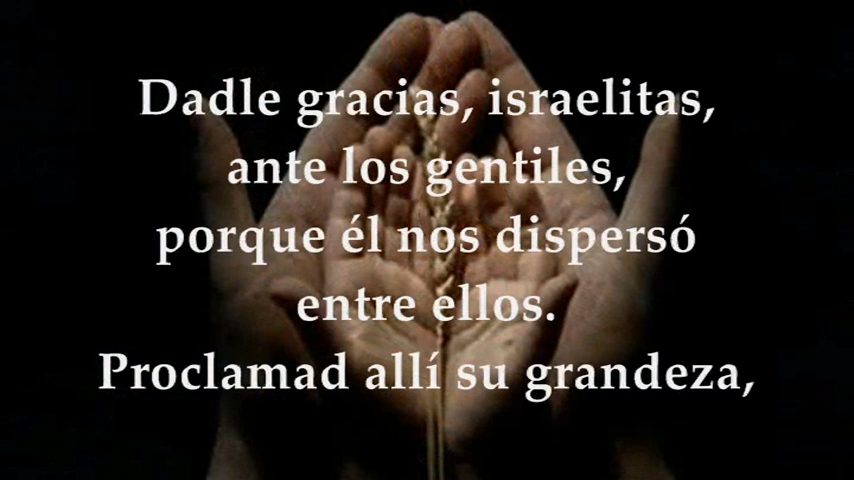 Dadle gracias, israelitas,
ante los gentiles,
porque él nos dispersó
entre ellos.
Proclamad allí su grandeza,